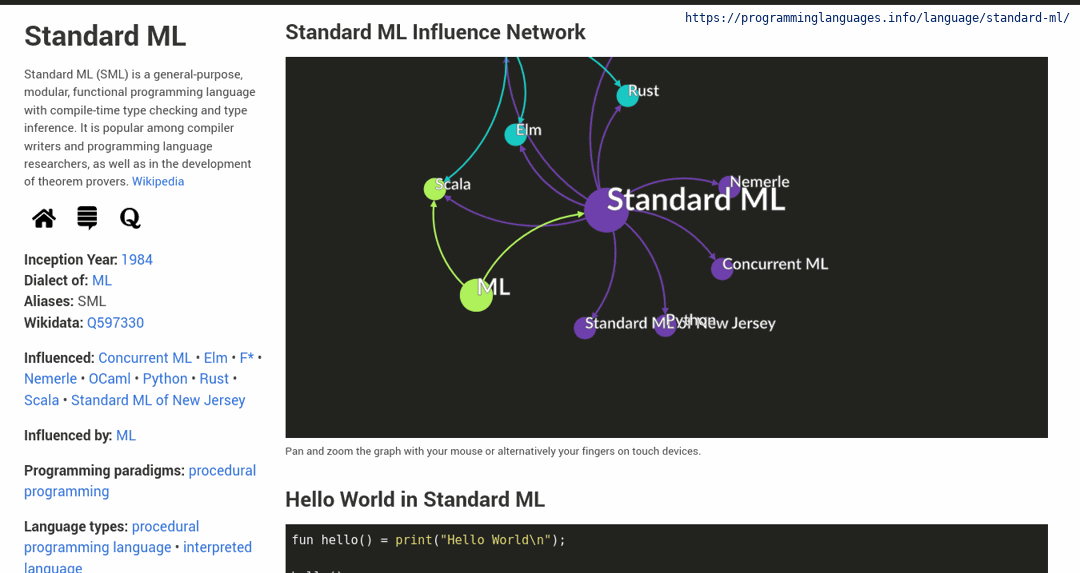 https://programminglanguages.info/language/standard-ml/
Standard ML
Standard ML (SML) is a general-purpose,
modular, functional programming language
with compile-time type checking and type
inference. It is popular among compiler
writers and programming language
researchers, as well as in the development
of theorem provers. Wikipedia
Q
Inception Year: 1984
Dialect of: ML
Aliases: SML
Wikidata: Q597330
Influenced: Concurrent ML • Elm • F* •
Nemerle • OCaml • Python • Rust •
Scala • Standard ML of New Jersey
Influenced by: ML
Programming paradigms: procedural
programming
Language types: procedural
programming language • interpreted
language
Standard ML Influence Network
Rust
Elm
Scala
Nemerle
Standard ML
Concurrent ML
ML
Python
Standard ML of New Jersey
Pan and zoom the graph with your mouse or alternatively your fingers on touch devices.
Hello World in Standard ML
fun hello() = print("Hello World\n");